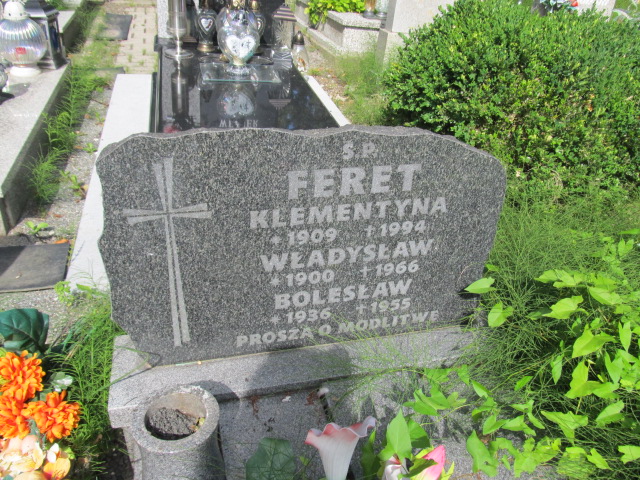 Ś.P.
FERET
KLEMENTYNA
* 1909 † 1994
WŁADYSŁAW
* 1900 † 1966
BOLESŁAW
* 1936 † 1955
PROSZĄ O MODLITWĘ